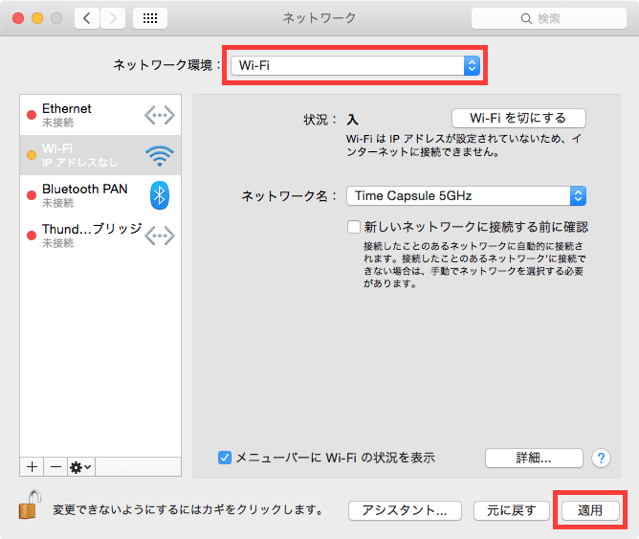 ネットワーク
検索
ネットワーク環境： Wi-Fi
Ethernet
未接続
Wi-Fi
IP アドレスなし
Bluetooth PAN
未接続
Thund…ブリッジ
未接続
状況： 入
Wi-Fi を切にする
Wi-Fi は IP アドレスが設定されていないため、イ
ンターネットに接続できません。
ネットワーク名： Time Capsule 5GHz
新しいネットワークに接続する前に確認
接続したことのあるネットワークに自動的に接続さ
れます。接続したことのあるネットワーク'に接続で
きない場合は、手動でネットワークを選択する必要
があります。
メニューバーに Wi-Fi の状況を表示
詳細...
?
変更できないようにするにはカギをクリックします。
アシスタント...
元に戻す
適用